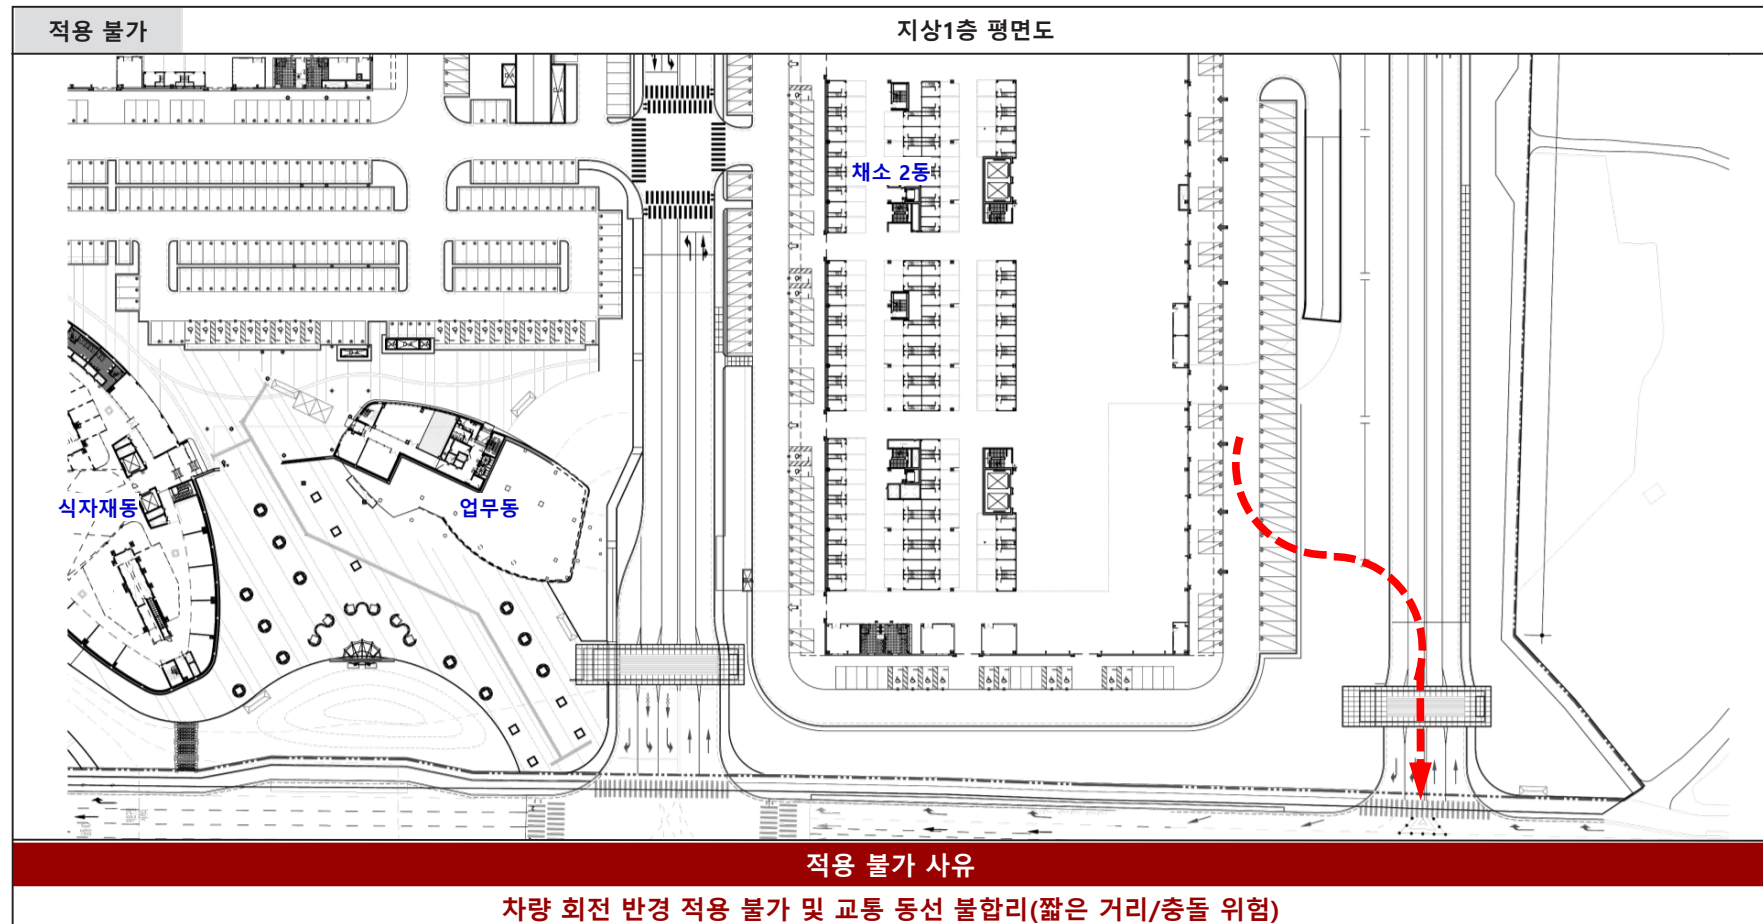 적용 불가
지상1층 평면도
채소 2동
식자재동
업무동
적용 불가 사유
차량 회전 반경 적용 불가 및 교통 동선 불합리(짧은 거리/충돌 위험)